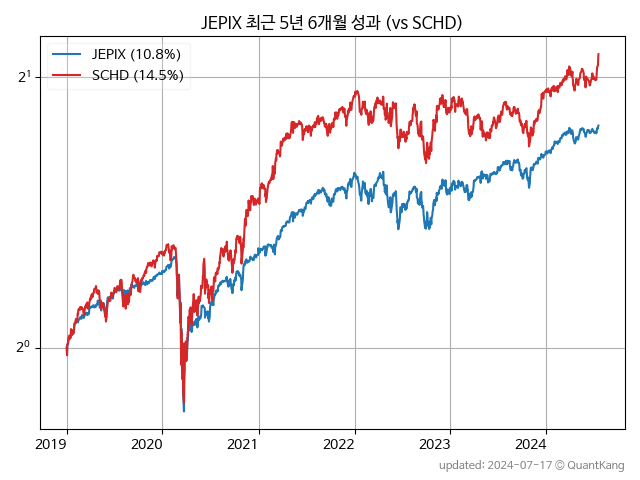 JEPIX 최근 5년 6개월 성과 (vs SCHD)
JEPIX (10.8%)
SCHD (14.5%)
2¹
2⁰
2019 2020 2021 2022 2023 2024
updated: 2024-07-17 © QuantKang